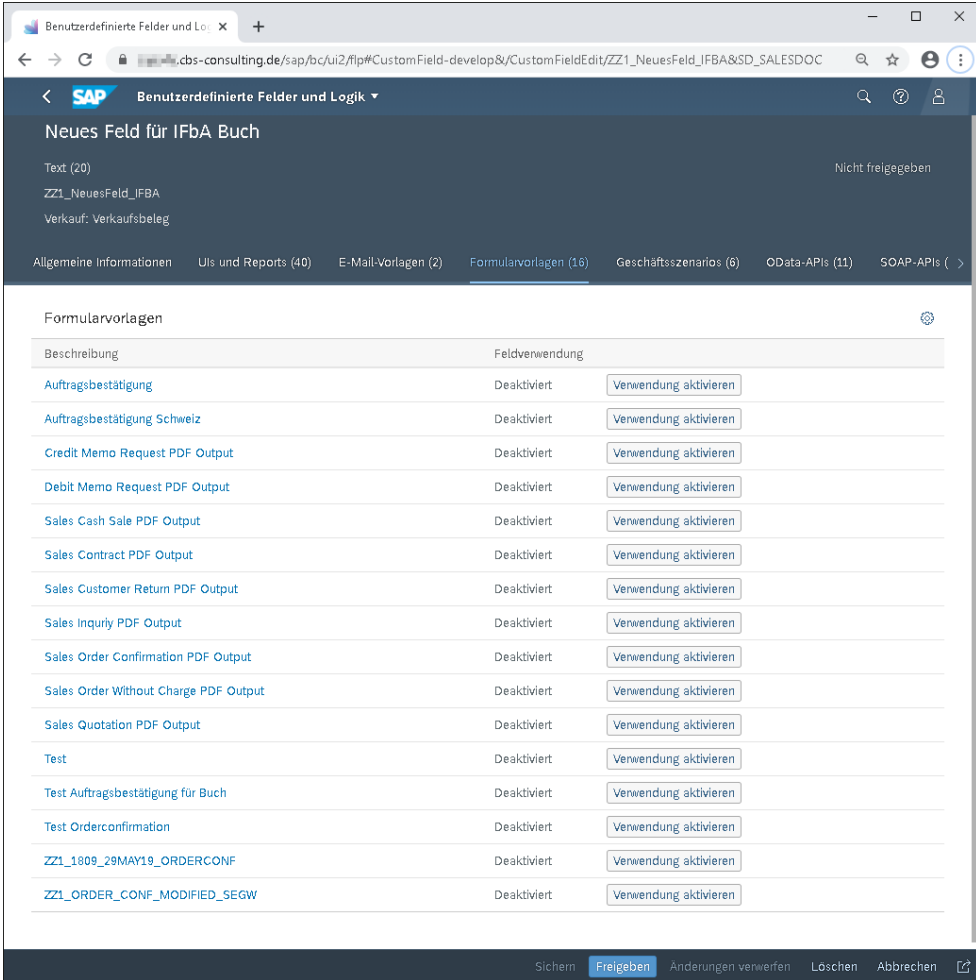 Benutzerdefinierte Felder und Lo
.cbs-consulting.de/sap/bc/ui2/flp#CustomField-develop&/CustomFieldEdit/ZZ1_NeuesFeld_IFBA&SD_SALESDOC
SAP Benutzerdefinierte Felder und Logik
Neues Feld für IFbA Buch
Text (20)
Nicht freigegeben
ZZ1_NeuesFeld_IFBA
Verkauf: Verkaufsbeleg
Allgemeine Informationen UIs und Reports (40) E-Mail-Vorlagen (2) Formularvorlagen (16) Geschäftsszenarios (6) OData-APIs (11) SOAP-APIs (
Formularvorlagen
Beschreibung Feldverwendung
Auftragsbestätigung Deaktiviert Verwendung aktivieren
Auftragsbestätigung Schweiz Deaktiviert Verwendung aktivieren
Credit Memo Request PDF Output Deaktiviert Verwendung aktivieren
Debit Memo Request PDF Output Deaktiviert Verwendung aktivieren
Sales Cash Sale PDF Output Deaktiviert Verwendung aktivieren
Sales Contract PDF Output Deaktiviert Verwendung aktivieren
Sales Customer Return PDF Output Deaktiviert Verwendung aktivieren
Sales Inquriy PDF Output Deaktiviert Verwendung aktivieren
Sales Order Confirmation PDF Output Deaktiviert Verwendung aktivieren
Sales Order Without Charge PDF Output Deaktiviert Verwendung aktivieren
Sales Quotation PDF Output Deaktiviert Verwendung aktivieren
Test Deaktiviert Verwendung aktivieren
Test Auftragsbestätigung für Buch Deaktiviert Verwendung aktivieren
Test Orderconfirmation Deaktiviert Verwendung aktivieren
ZZ1_1809_29MAY19_ORDERCONF Deaktiviert Verwendung aktivieren
ZZ1_ORDER_CONF_MODIFIED_SEGW Deaktiviert Verwendung aktivieren
Sichern Freigeben Änderungen verwerfen Löschen Abbrechen